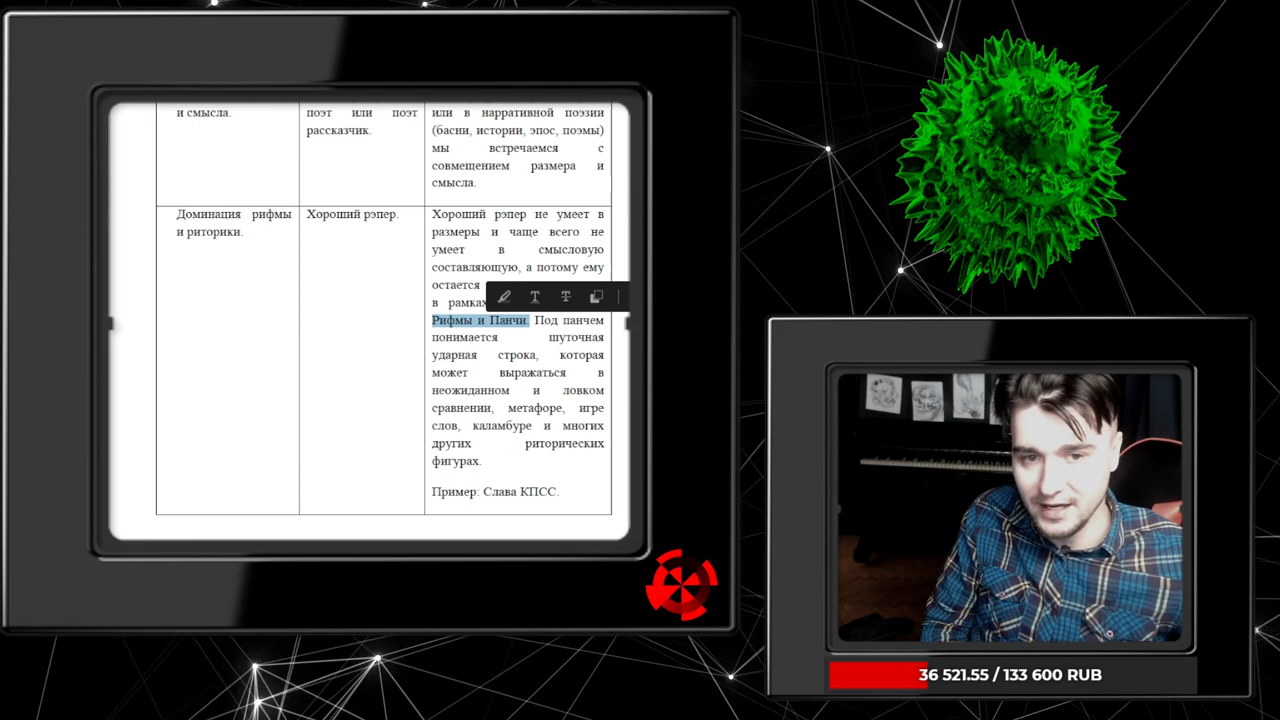 и смысла.
поэт или поэт
рассказчик.
или в нарративной поэзии
(басни, истории, эпос, поэмы)
мы встречаемся с
совмещением размера и
смысла.
Доминация рифмы
и риторики.
Хороший рэпер.
Хороший рэпер не умеет в
размеры и чаще всего не
умеет в смысловую
составляющую, а потому ему
остается
в рамках
Рифмы и Панчи. Под панчем
понимается шуточная
ударная строка, которая
может выражаться в
неожиданном и ловком
сравнении, метафоре, игре
слов, каламбуре и многих
других риторических
фигурах.
Пример: Слава КПСС.
36 521.55 / 133 600 RUB